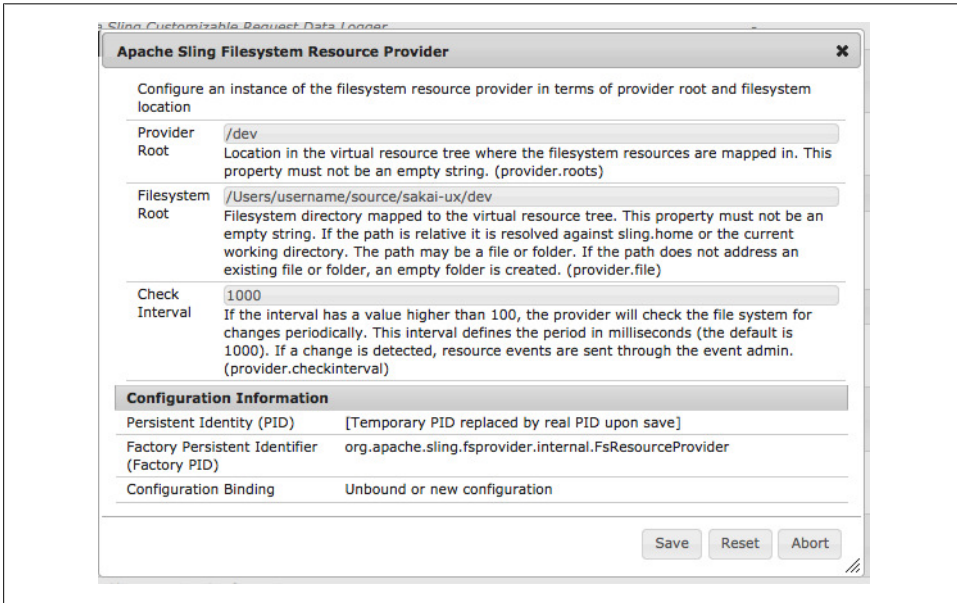 Sling Customizable Request Data Logger
Apache Sling Filesystem Resource Provider
Configure an instance of the filesystem resource provider in terms of provider root and filesystem
location
Provider
Root
/dev
Location in the virtual resource tree where the filesystem resources are mapped in. This
property must not be an empty string. (provider.roots)
Filesystem
Root
/Users/username/source/sakai-ux/dev
Filesystem directory mapped to the virtual resource tree. This property must not be an
empty string. If the path is relative it is resolved against sling.home or the current
working directory. The path may be a file or folder. If the path does not address an
existing file or folder, an empty folder is created. (provider.file)
Check
Interval
1000
If the interval has a value higher than 100, the provider will check the file system for
changes periodically. This interval defines the period in milliseconds (the default is
1000). If a change is detected, resource events are sent through the event admin.
(provider.checkinterval)
Configuration Information
Persistent Identity (PID) [Temporary PID replaced by real PID upon save]
Factory Persistent Identifier
(Factory PID)
org.apache.sling.fsprovider.internal.FsResourceProvider
Configuration Binding Unbound or new configuration
Save Reset Abort